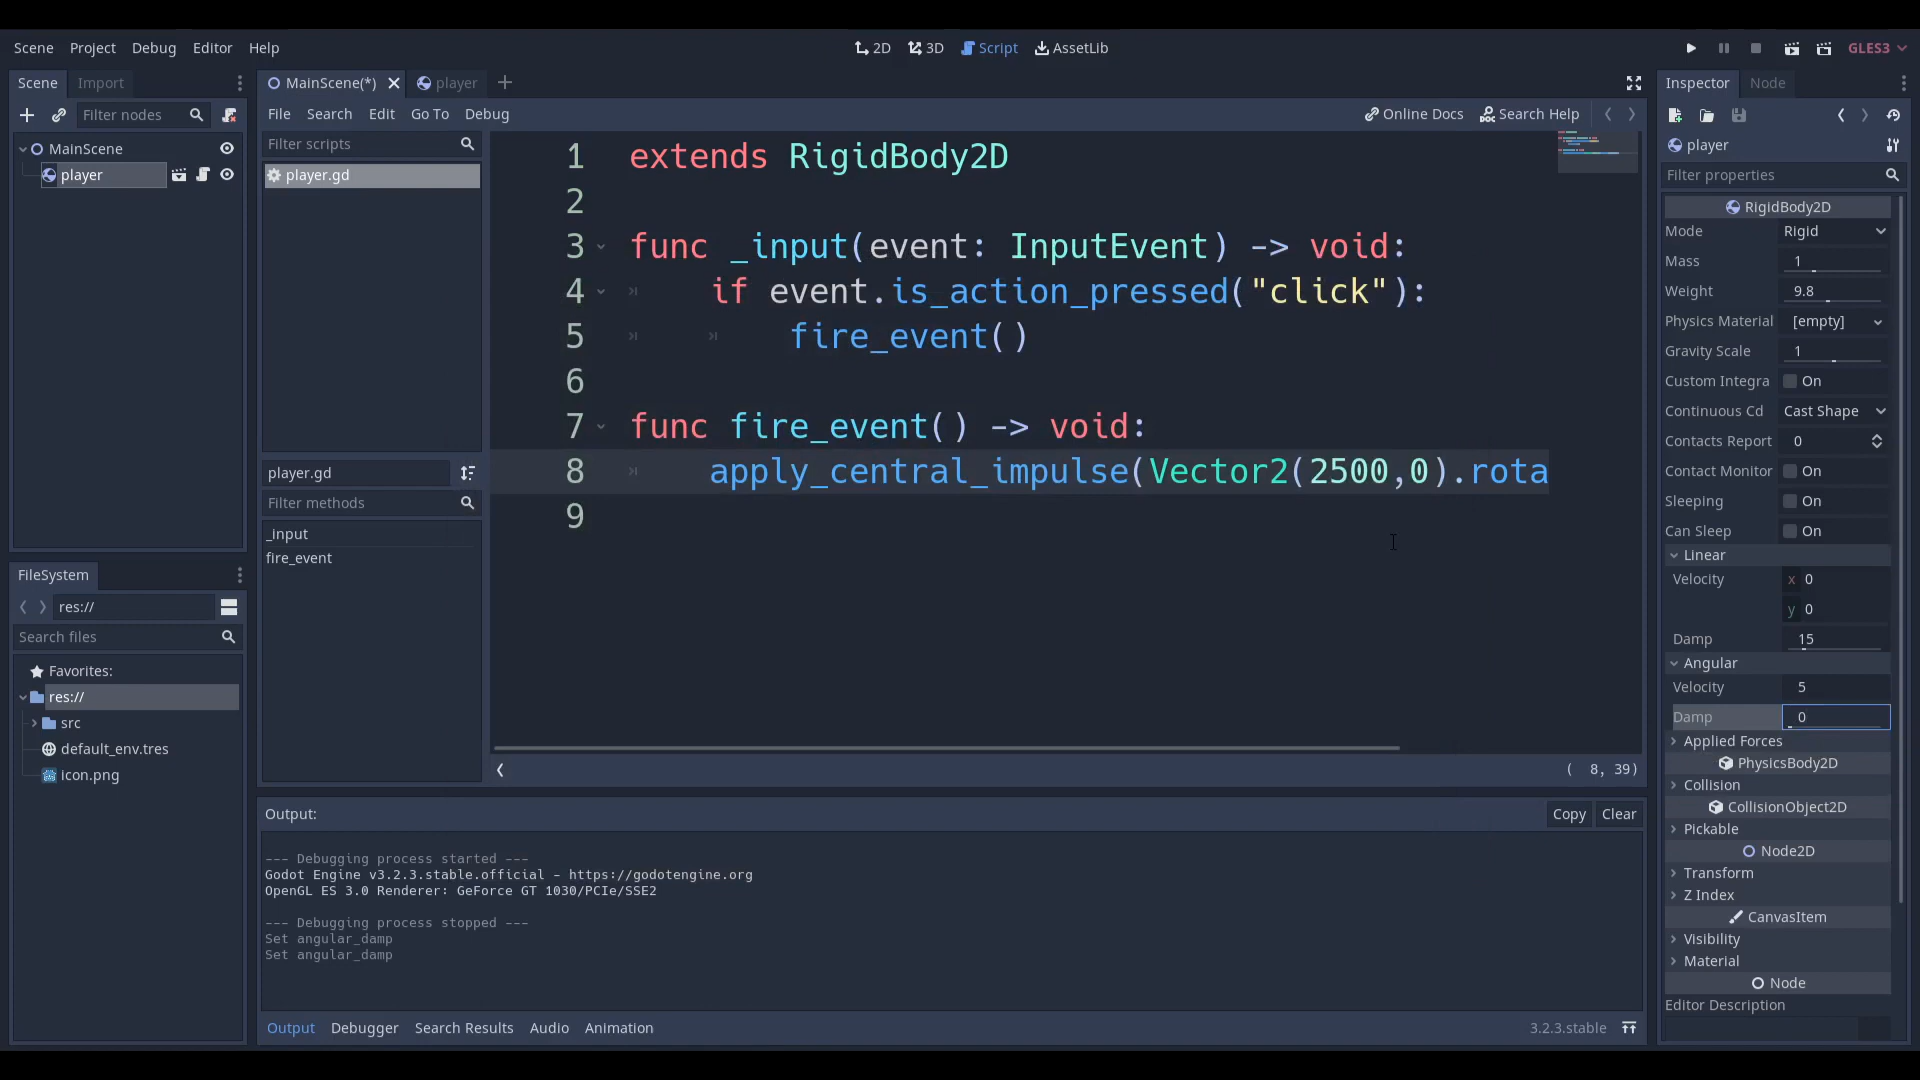 Scene Project Debug Editor Help
2D 3D Script AssetLib
GLES3
Scene Import
Filter nodes
MainScene
player
FileSystem
res://
Search files
Favorites:
res://
src
default_env.tres
icon.png
MainScene(*) player
File Search Edit Go To Debug
Online Docs Search Help
Filter scripts
player.gd
player.gd
Filter methods
_input
fire_event
1 extends RigidBody2D
2
3 func _input(event: InputEvent) -> void:
4 if event.is_action_pressed("click"):
5 fire_event()
6
7 func fire_event() -> void:
8 apply_central_impulse(Vector2(2500,0).rota
9
( 8, 39)
Output:
Copy Clear
--- Debugging process started ---
Godot Engine v3.2.3.stable.official - https://godotengine.org
OpenGL ES 3.0 Renderer: GeForce GT 1030/PCIe/SSE2
--- Debugging process stopped ---
Set angular_damp
Set angular_damp
Output Debugger Search Results Audio Animation
3.2.3.stable
Inspector Node
player
Filter properties
RigidBody2D
Mode Rigid
Mass 1
Weight 9.8
Physics Material [empty]
Gravity Scale 1
Custom Integra On
Continuous Cd Cast Shape
Contacts Report 0
Contact Monitor On
Sleeping On
Can Sleep On
Linear
Velocity x 0
y 0
Damp 15
Angular
Velocity 5
Damp 0
Applied Forces
PhysicsBody2D
Collision
CollisionObject2D
Pickable
Node2D
Transform
Z Index
CanvasItem
Visibility
Material
Node
Editor Description